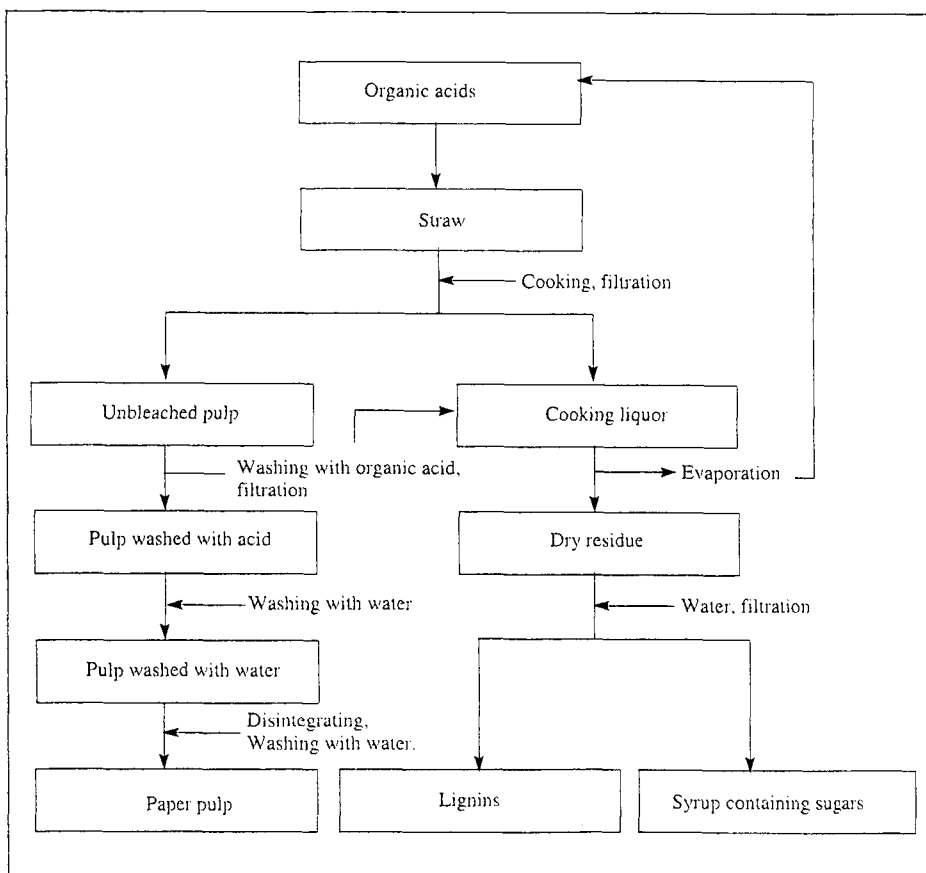 Organic acids
Straw
Cooking, filtration
Unbleached pulp
Cooking liquor
Washing with organic acid,
filtration
Evaporation
Pulp washed with acid
Dry residue
Washing with water
Water, filtration
Pulp washed with water
Disintegrating,
Washing with water.
Paper pulp
Lignins
Syrup containing sugars